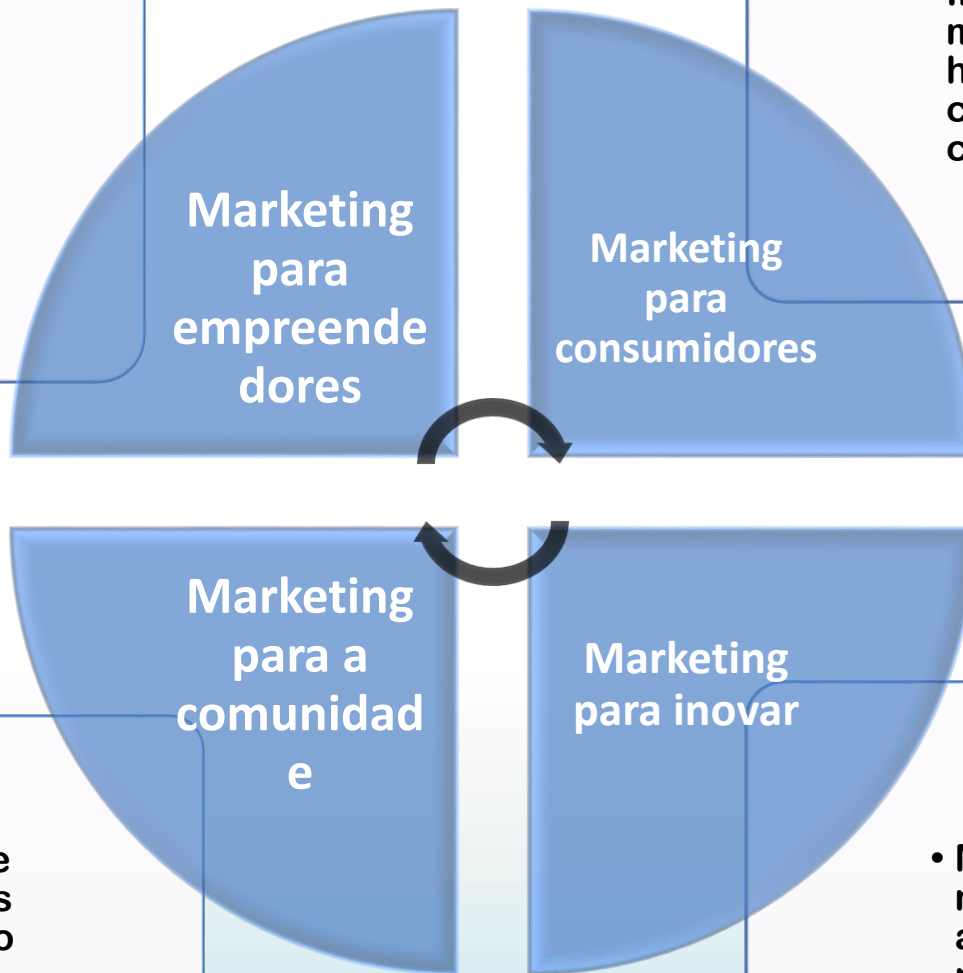 Marketing
para
empreende
dores
Marketing
para
consumidores
Marketing
para a
comunidad
e
Marketing
para inovar